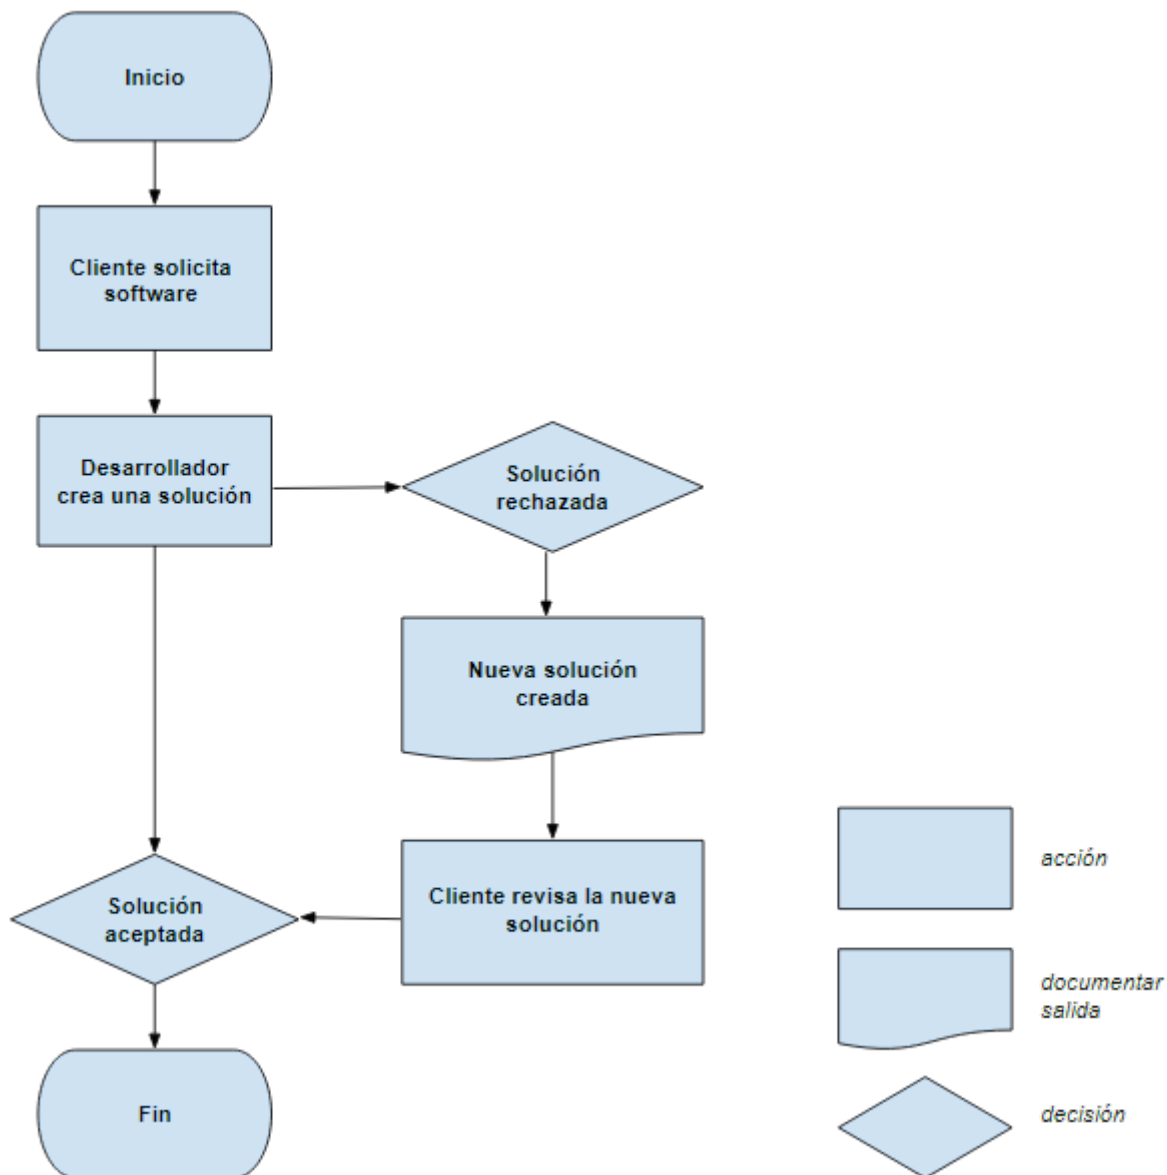 Inicio
Cliente solicita
software
Desarrollador
crea una solución
Solución
rechazada
Nueva solución
creada
Cliente revisa la nueva
solución
Solución
aceptada
Fin
acción
documentar
salida
decisión